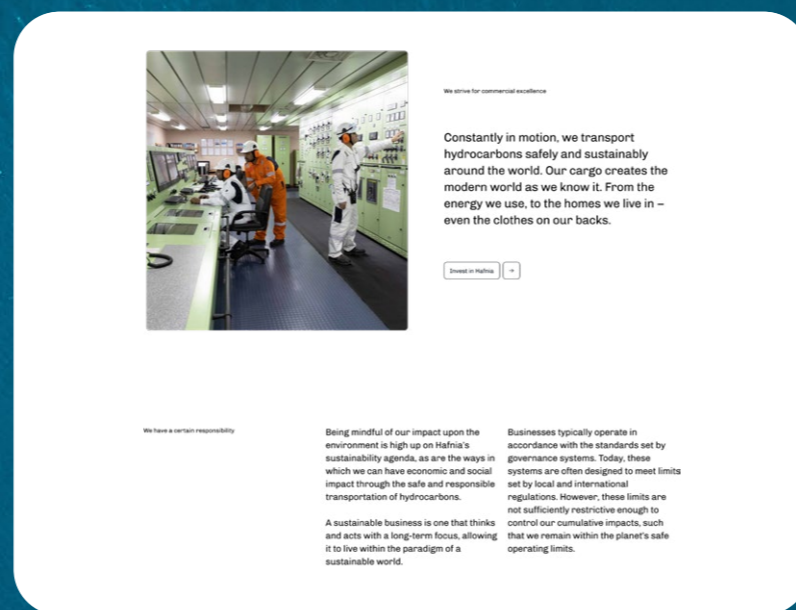 We strive for commercial excellence
Constantly in motion, we transport
hydrocarbons safely and sustainably
around the world. Our cargo creates the
modern world as we know it. From the
energy we use, to the homes we live in –
even the clothes on our backs.
Invest in Hafnia →
We have a certain responsibility
Being mindful of our impact upon the
environment is high up on Hafnia's
sustainability agenda, as are the ways in
which we can have economic and social
impact through the safe and responsible
transportation of hydrocarbons.
A sustainable business is one that thinks
and acts with a long-term focus, allowing
it to live within the paradigm of a
sustainable world.
Businesses typically operate in
accordance with the standards set by
governance systems. Today, these
systems are often designed to meet limits
set by local and international
regulations. However, these limits are
not sufficiently restrictive enough to
control our cumulative impacts, such
that we remain within the planet's safe
operating limits.